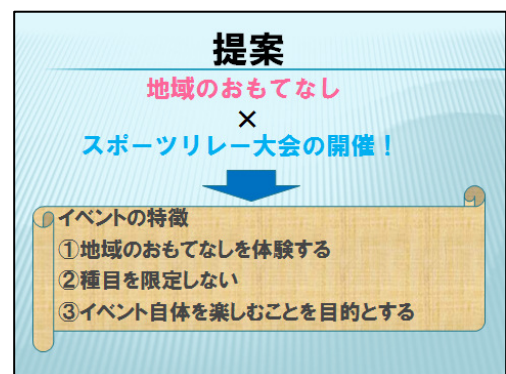 提案
地域のおもてなし
×
スポーツリレー大会の開催！
イベントの特徴
①地域のおもてなしを体験する
②種目を限定しない
③イベント自体を楽しむことを目的とする